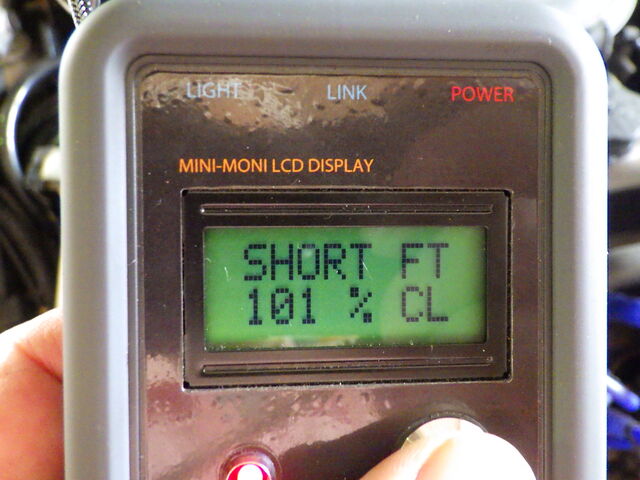 LIGHT LINK POWER
MINI-MONI LCD DISPLAY
SHORT FT
101 % CL